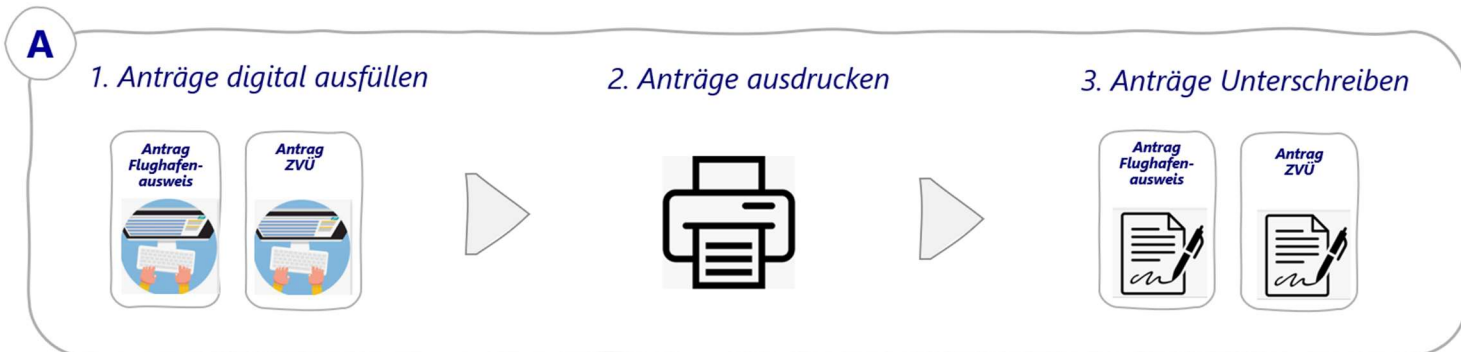 A
1. Anträge digital ausfüllen
2. Anträge ausdrucken
3. Anträge Unterschreiben
Antrag
Flughafen-
ausweis
Antrag
ZVÜ
Antrag
Flughafen-
ausweis
Antrag
ZVÜ